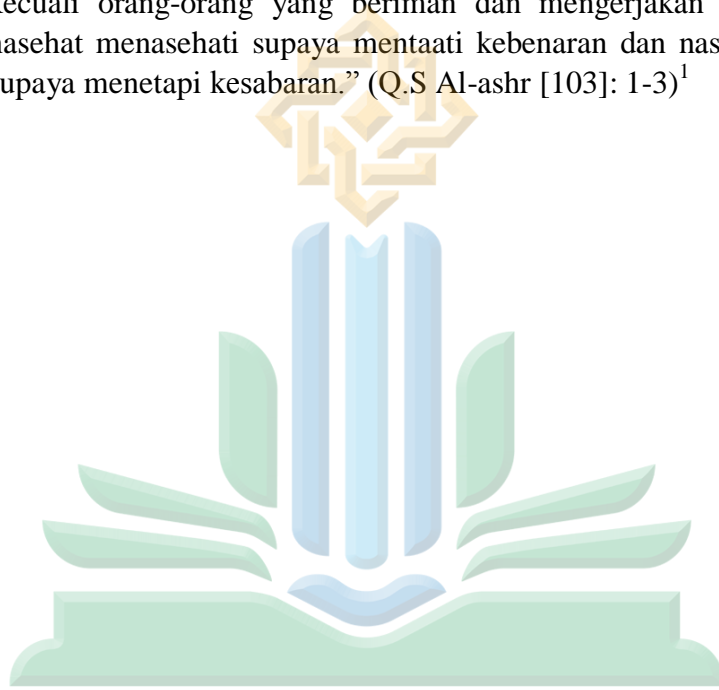 kecuali orang-orang yang beriman dan mengerjakan
nasehat menasehati supaya mentaati kebenaran dan nas
supaya menetapi kesabaran.” (Q.S Al-ashr [103]: 1-3)¹